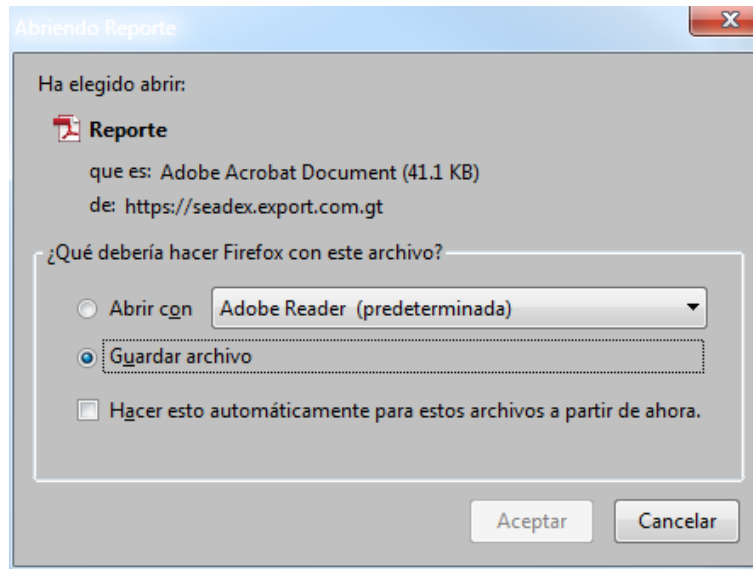 Abriendo Reporte
Ha elegido abrir:
Reporte
que es: Adobe Acrobat Document (41.1 KB)
de: https://seadex.export.com.gt
¿Qué debería hacer Firefox con este archivo?
Abrir con Adobe Reader (predeterminada)
Guardar archivo
Hacer esto automáticamente para estos archivos a partir de ahora.
Aceptar Cancelar